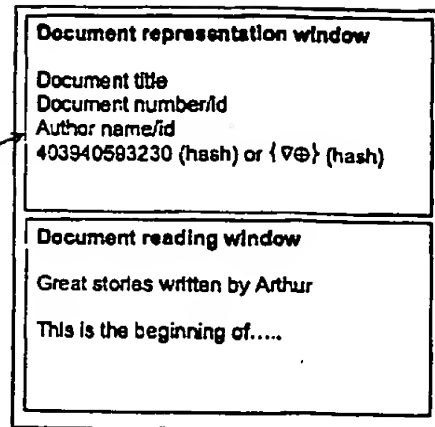 Document representation window
Document title
Document number/id
Author name/id
403940593230 (hash) or {∇⊕} (hash)
Document reading window
Great stories written by Arthur
This is the beginning of.....